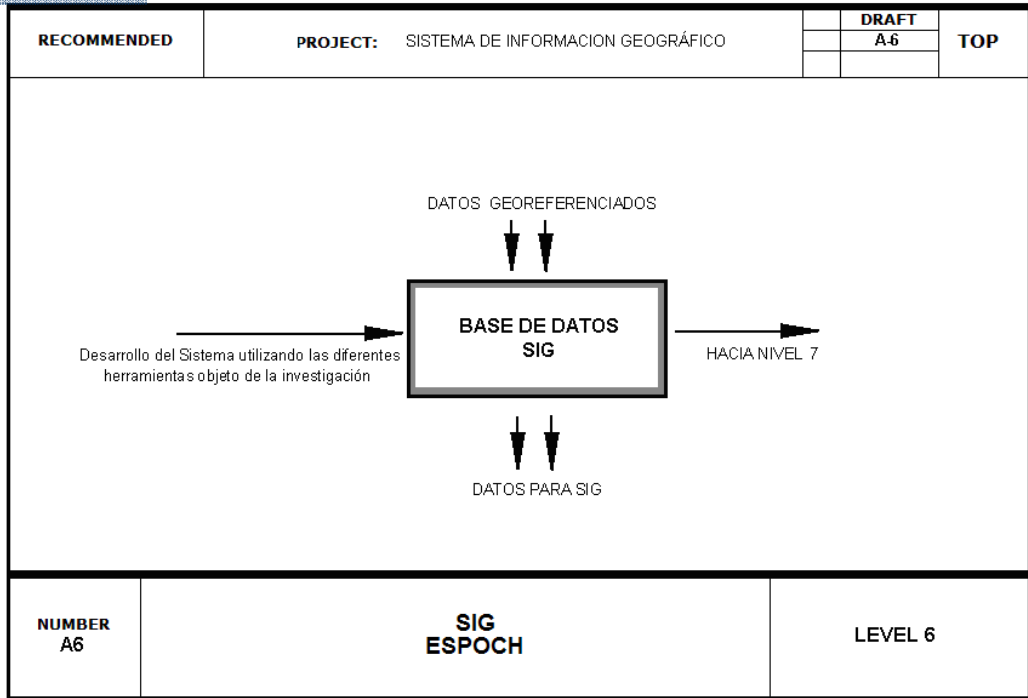 RECOMMENDED
PROJECT: SISTEMA DE INFORMACION GEOGRÁFICO
DRAFT
A-6
TOP
DATOS GEOREFERENCIADOS
BASE DE DATOS
SIG
Desarrollo del Sistema utilizando las diferentes
herramientas objeto de la investigación
HACIA NIVEL 7
DATOS PARA SIG
NUMBER
A6
SIG
ESPOCH
LEVEL 6